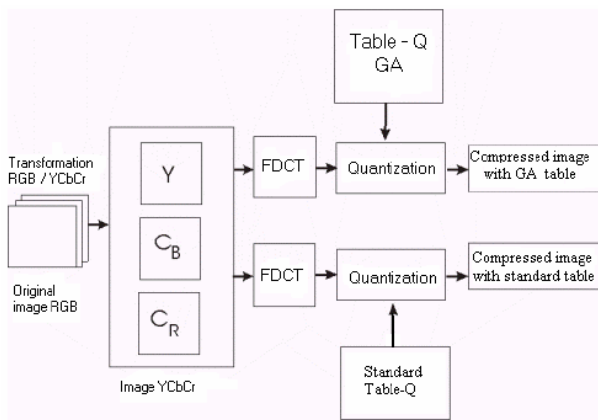 Table - Q
GA
Transformation
RGB / YCbCr
Original
image RGB
Y
CB
CR
Image YCbCr
FDCT
Quantization
Compressed image
with GA table
FDCT
Quantization
Compressed image
with standard table
Standard
Table-Q